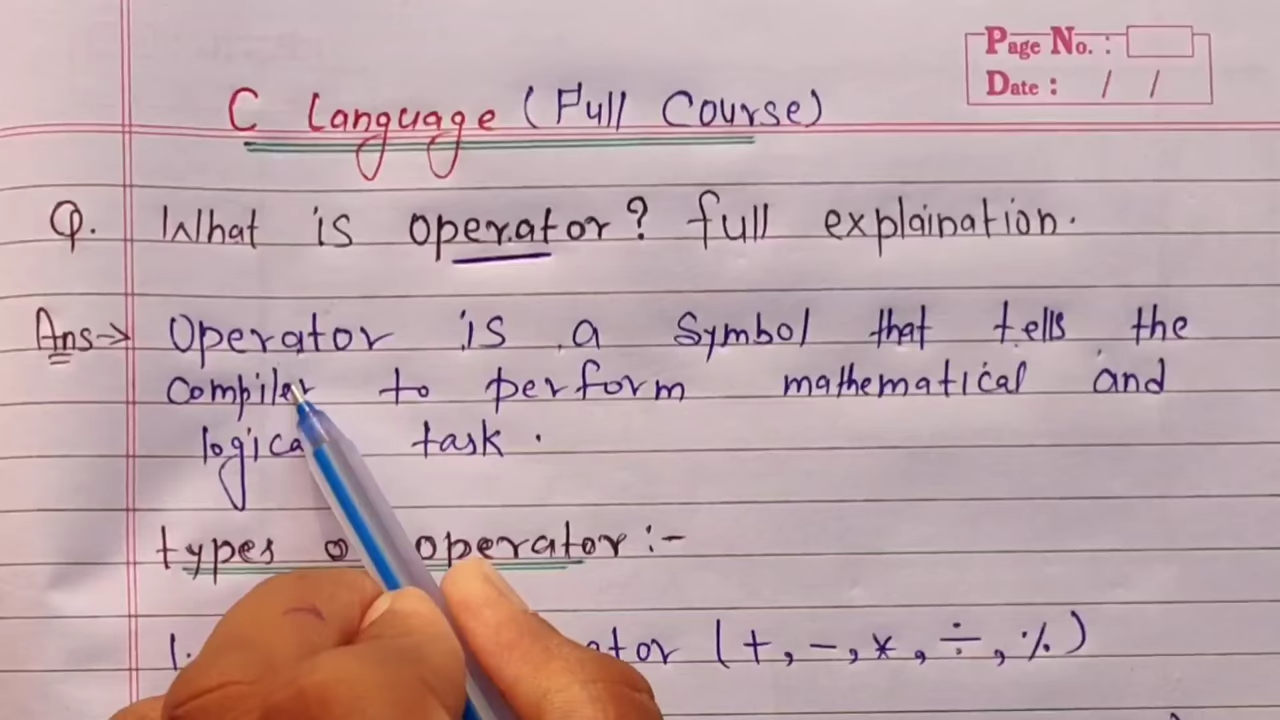 Page No. :
Date : / /
C Language (Full Course)
Q. What is operator? full explaination.
Ans→ Operator is a Symbol that tells the
Compiler to perform mathematical and
logical task.
types operator :-
1. (+, -, *, ÷, %)